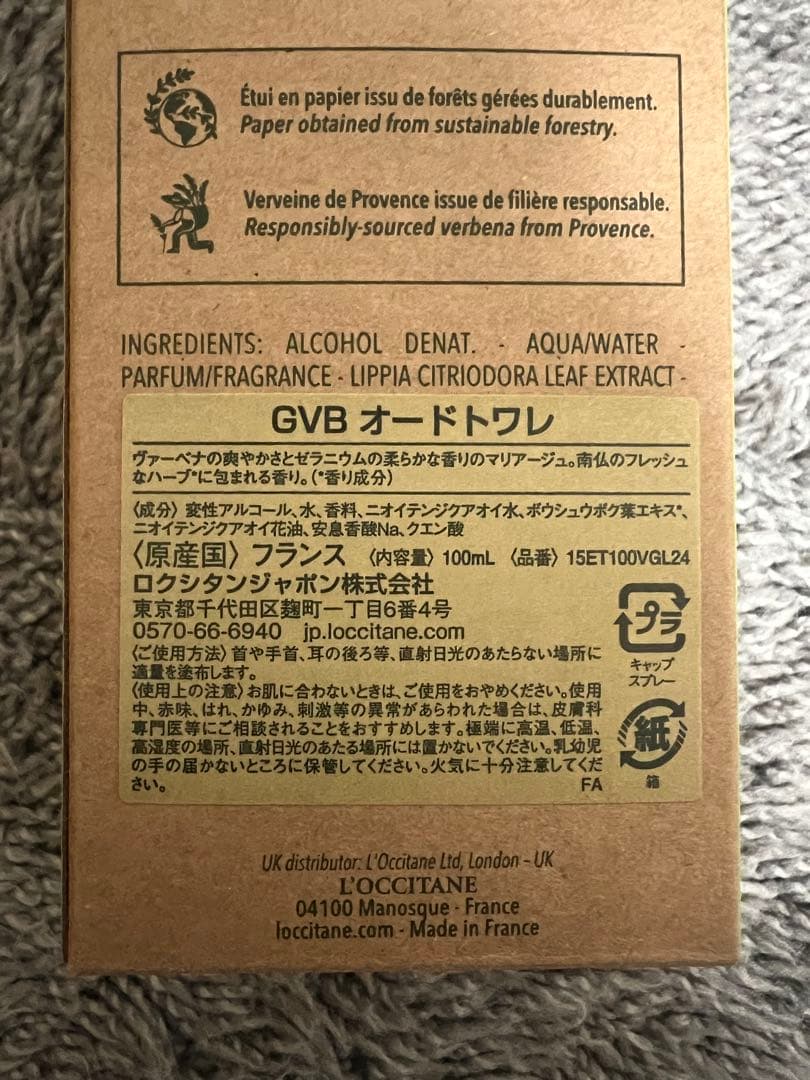 Étui en papier issu de forêts gérées durablement.
Paper obtained from sustainable forestry.
Verveine de Provence issue de filière responsable.
Responsibly-sourced verbena from Provence.
INGREDIENTS: ALCOHOL DENAT. - AQUA/WATER -
PARFUM/FRAGRANCE - LIPPIA CITRIODORA LEAF EXTRACT -
GVB オードトワレ
ヴァーベナの爽やかさとゼラニウムの柔らかな香りのマリアージュ。南仏のフレッシュ
なハーブ*に包まれる香り。(*香り成分)
〈成分〉変性アルコール、水、香料、ニオイテンジクアオイ水、ボウシュウボク葉エキス*、
ニオイテンジクアオイ花油、安息香酸Na、クエン酸
〈原産国〉フランス 〈内容量〉100mL 〈品番〉15ET100VGL24
ロクシタンジャポン株式会社
東京都千代田区麹町一丁目6番4号
0570-66-6940 jp.loccitane.com
〈ご使用方法〉首や手首、耳の後ろ等、直射日光のあたらない場所に
適量を塗布します。
〈使用上の注意〉お肌に合わないときは、ご使用をおやめください。使用
中、赤味、はれ、かゆみ、刺激等の異常があらわれた場合は、皮膚科
専門医等にご相談されることをおすすめします。極端に高温、低温、
高湿度の場所、直射日光のあたる場所には置かないでください。乳幼児
の手の届かないところに保管してください。火気に十分注意してくだ
さい。 FA
プラ
キャップ
スプレー
紙
箱
UK distributor: L'Occitane Ltd, London - UK
L'OCCITANE
04100 Manosque - France
loccitane.com - Made in France